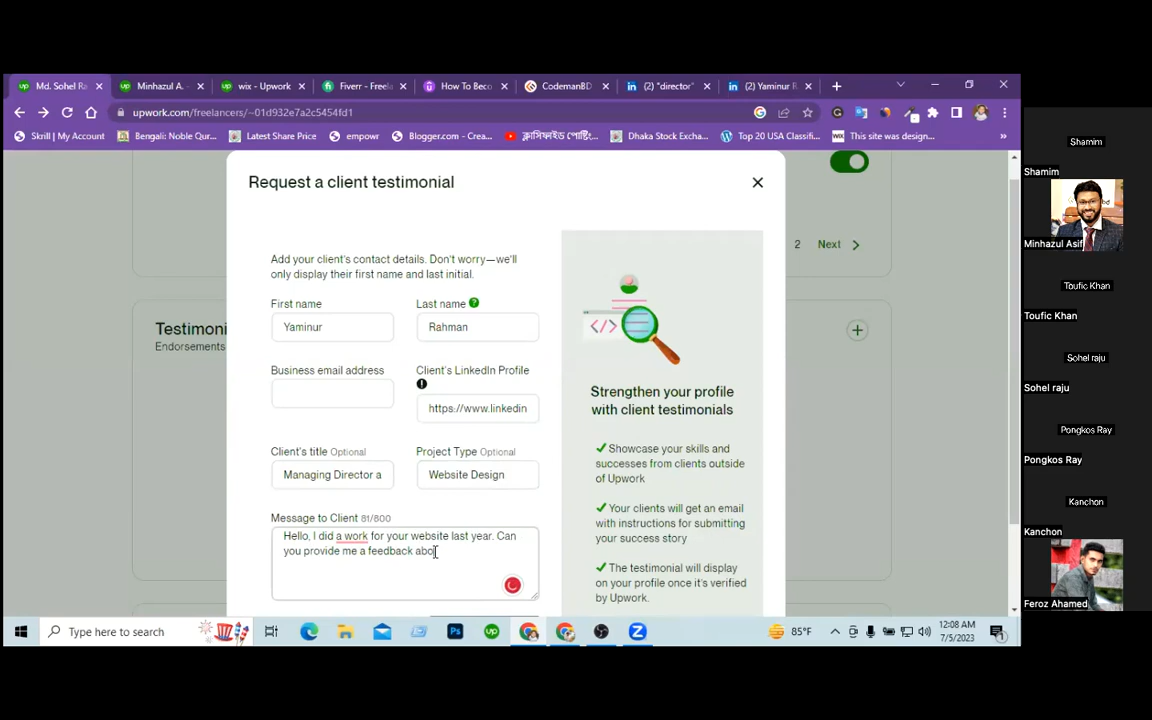 Md. Sohel Ra
Minhazul A. -
wix - Upwork
Fiverr - Freela
How To Beco
CodemanBD
(2) "director"
(2) Yaminur R
upwork.com/freelancers/~01d932e7a2c5454fd1
Skrill | My Account
Bengali: Noble Qur...
Latest Share Price
empowr
Blogger.com - Crea...
ক্লাসিফাইড পোস্টিং...
Dhaka Stock Excha...
Top 20 USA Classifi...
This site was design...
Request a client testimonial
2
Next
Testimoni
Endorsements
Add your client's contact details. Don't worry—we'll
only display their first name and last initial.
First name
Last name
Yaminur
Rahman
Business email address
Client's LinkedIn Profile
https://www.linkedin
Client's title Optional
Project Type Optional
Managing Director a
Website Design
Message to Client 81/800
Hello, I did a work for your website last year. Can
you provide me a feedback abo
Strengthen your profile
with client testimonials
Showcase your skills and
successes from clients outside
of Upwork
Your clients will get an email
with instructions for submitting
your success story
The testimonial will display
on your profile once it's verified
by Upwork.
Type here to search
85°F
12:08 AM
7/5/2023
Shamim
Shamim
Minhazul Asif
Toufic Khan
Toufic Khan
Sohel raju
Sohel raju
Pongkos Ray
Pongkos Ray
Kanchon
Kanchon
Feroz Ahamed